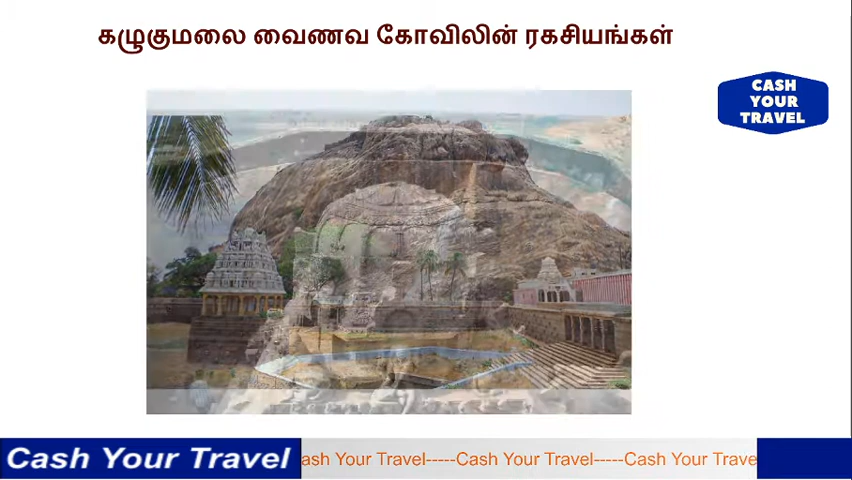 கழுகுமலை வைணவ கோவிலின் ரகசியங்கள்
CASH
YOUR
TRAVEL
Cash Your Travel
ash Your Travel-----Cash Your Travel-----Cash Your Trave